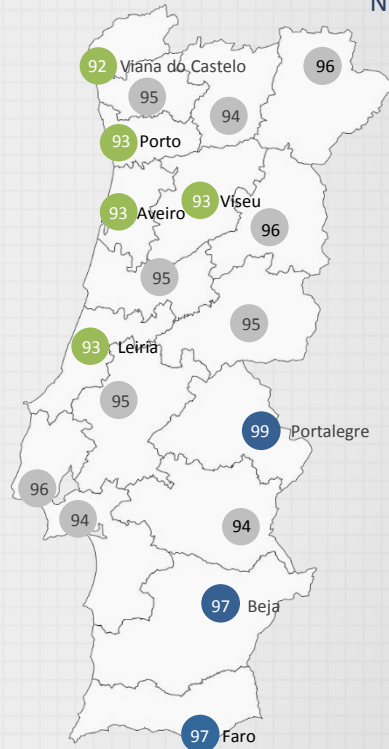 N
92 Viana do Castelo
96
95
94
93 Porto
93 Viseu
93 Aveiro
96
95
95
93 Leiria
95
99 Portalegre
96
94
94
97 Beja
97 Faro